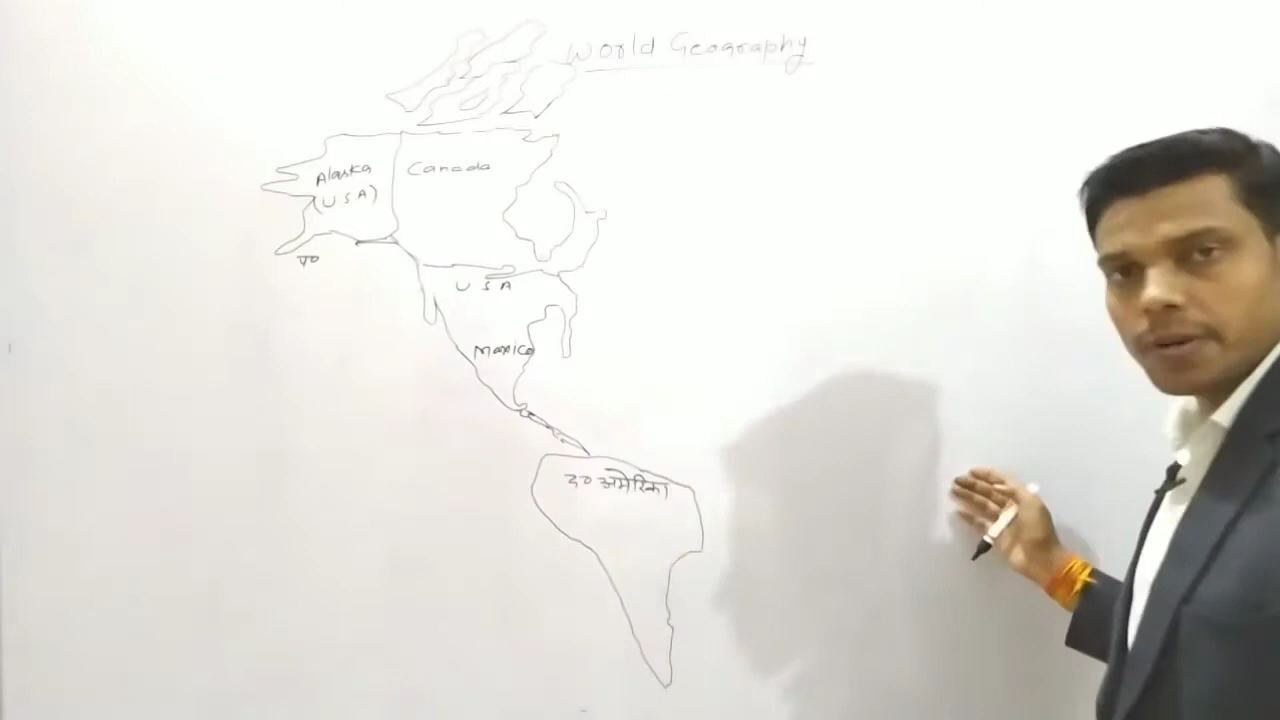 World Geography
Alaska
(USA)
Canada
USA
Maxico
द० अमेरिका